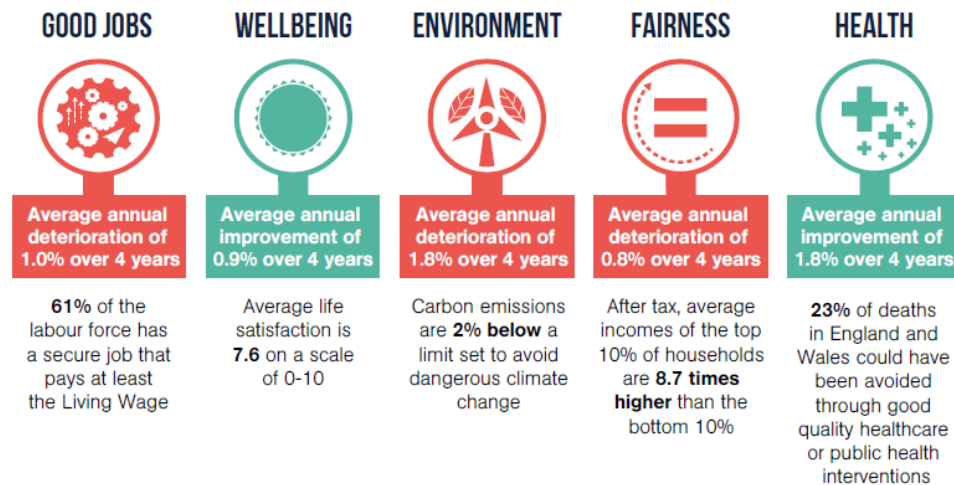 GOOD JOBS
Average annual
deterioration of
1.0% over 4 years
61% of the
labour force has
a secure job that
pays at least
the Living Wage
WELLBEING
Average annual
improvement of
0.9% over 4 years
Average life
satisfaction is
7.6 on a scale
of 0-10
ENVIRONMENT
Average annual
deterioration of
1.8% over 4 years
Carbon emissions
are 2% below a
limit set to avoid
dangerous climate
change
FAIRNESS
Average annual
deterioration of
0.8% over 4 years
After tax, average
incomes of the top
10% of households
are 8.7 times
higher than the
bottom 10%
HEALTH
Average annual
improvement of
1.8% over 4 years
23% of deaths
in England and
Wales could have
been avoided
through good
quality healthcare
or public health
interventions